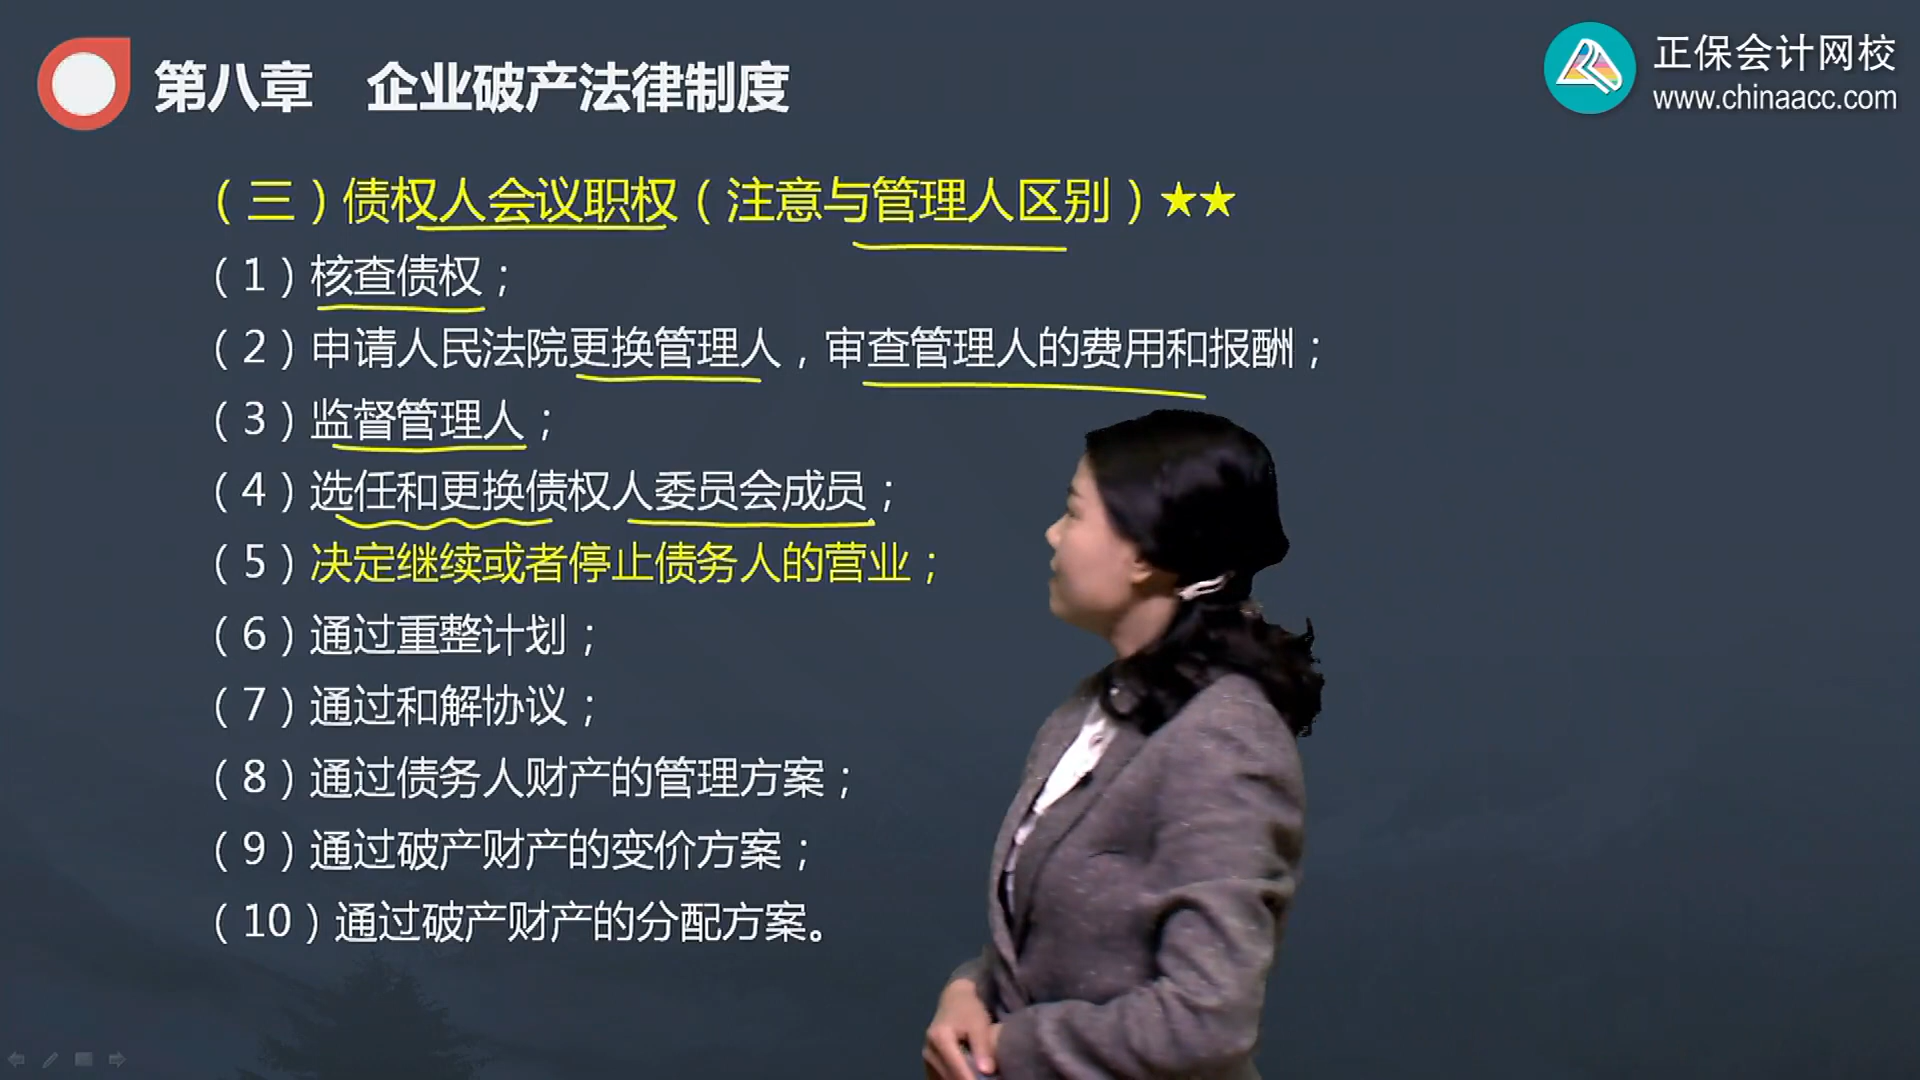 第八章 企业破产法律制度
正保会计网校
www.chinaacc.com
（三）债权人会议职权（注意与管理人区别）★★
（1）核查债权；
（2）申请人民法院更换管理人，审查管理人的费用和报酬；
（3）监督管理人；
（4）选任和更换债权人委员会成员；
（5）决定继续或者停止债务人的营业；
（6）通过重整计划；
（7）通过和解协议；
（8）通过债务人财产的管理方案；
（9）通过破产财产的变价方案；
（10）通过破产财产的分配方案。